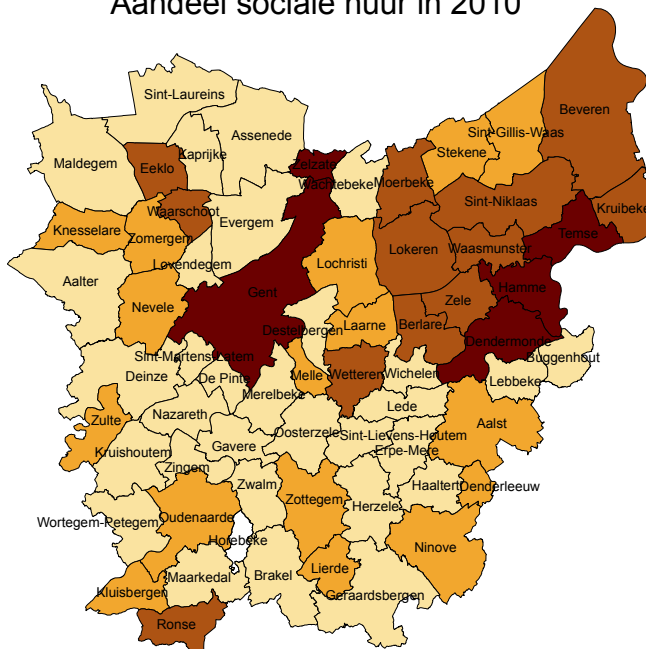 Aandeel sociale huur in 2010
Sint-Laureins
Beveren
Assenede
Sint-Gillis-Waas
Kaprijke
Stekene
Maldegem
Eeklo
Zelzate
Wachtebeke
Moerbeke
Sint-Niklaas
Kruibeke
Waarschoot
Evergem
Knesselare
Zomergem
Temse
Lokeren
Waasmunster
Lovendegem
Lochristi
Aalter
Gent
Hamme
Nevele
Zele
Destelbergen
Laarne
Berlare
Dendermonde
Sint-Martens-Latem
Buggenhout
Deinze
De Pinte
Melle
Wetteren
Wichelen
Lebbeke
Merelbeke
Lede
Nazareth
Zulte
Aalst
Oosterzele
Sint-Lievens-Houtem
Kruishoutem
Gavere
Erpe-Mere
Zingem
Zwalm
Haaltert
Denderleeuw
Zottegem
Herzele
Wortegem-Petegem
Oudenaarde
Horebeke
Ninove
Lierde
Maarkedal
Brakel
Kluisbergen
Geraardsbergen
Ronse